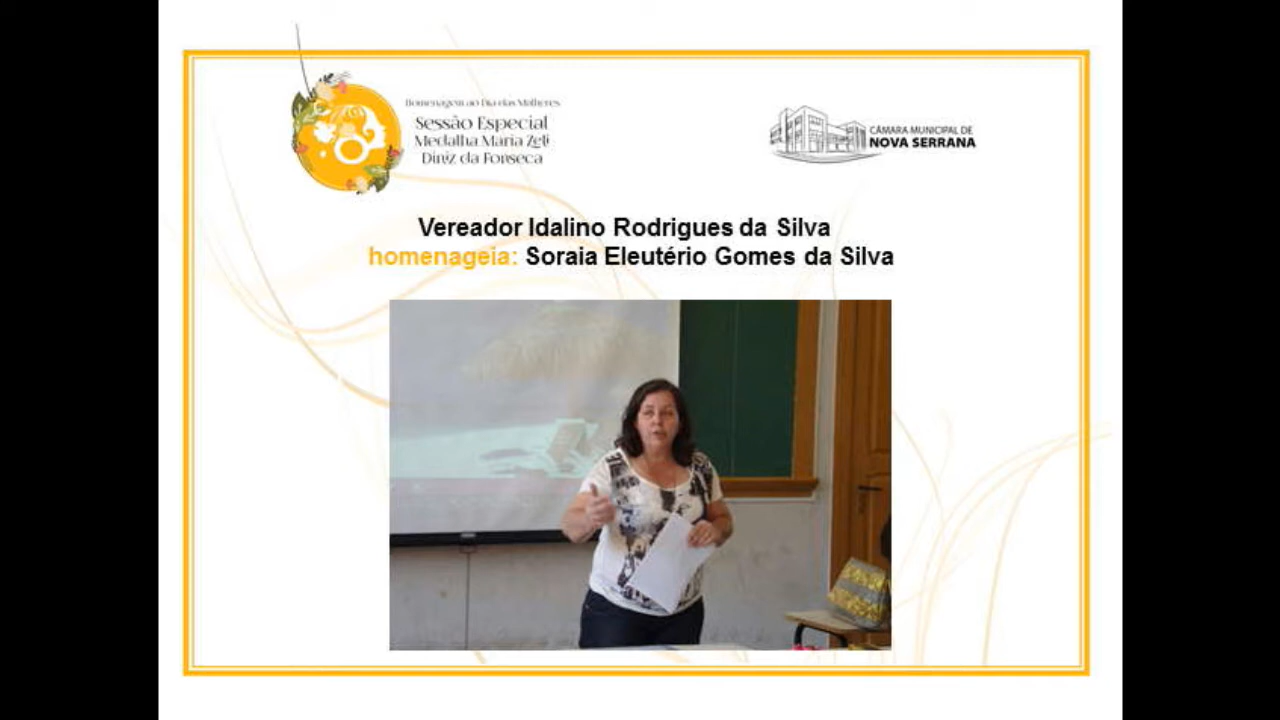 Homenagem ao Dia das Mulheres
Sessão Especial
Medalha Maria Zeli
Diniz da Fonseca
CÂMARA MUNICIPAL DE
NOVA SERRANA
Vereador Idalino Rodrigues da Silva
homenageia: Soraia Eleutério Gomes da Silva